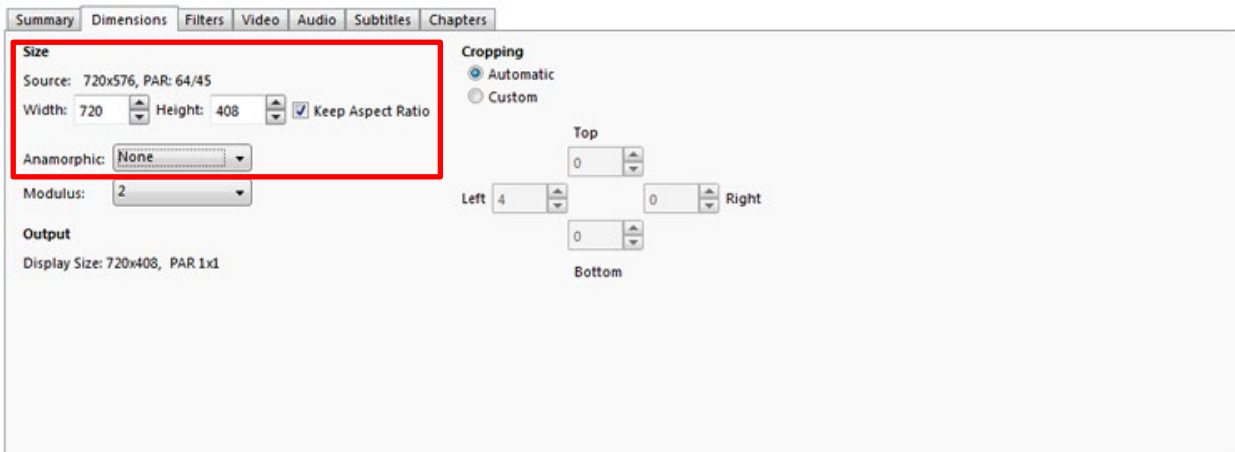 Summary Dimensions Filters Video Audio Subtitles Chapters
Size
Source: 720x576, PAR: 64/45
Width: 720 Height: 408 Keep Aspect Ratio
Anamorphic: None
Modulus: 2
Output
Display Size: 720x408, PAR 1x1
Cropping
Automatic
Custom
Top
0
Left 4 0 Right
0
Bottom